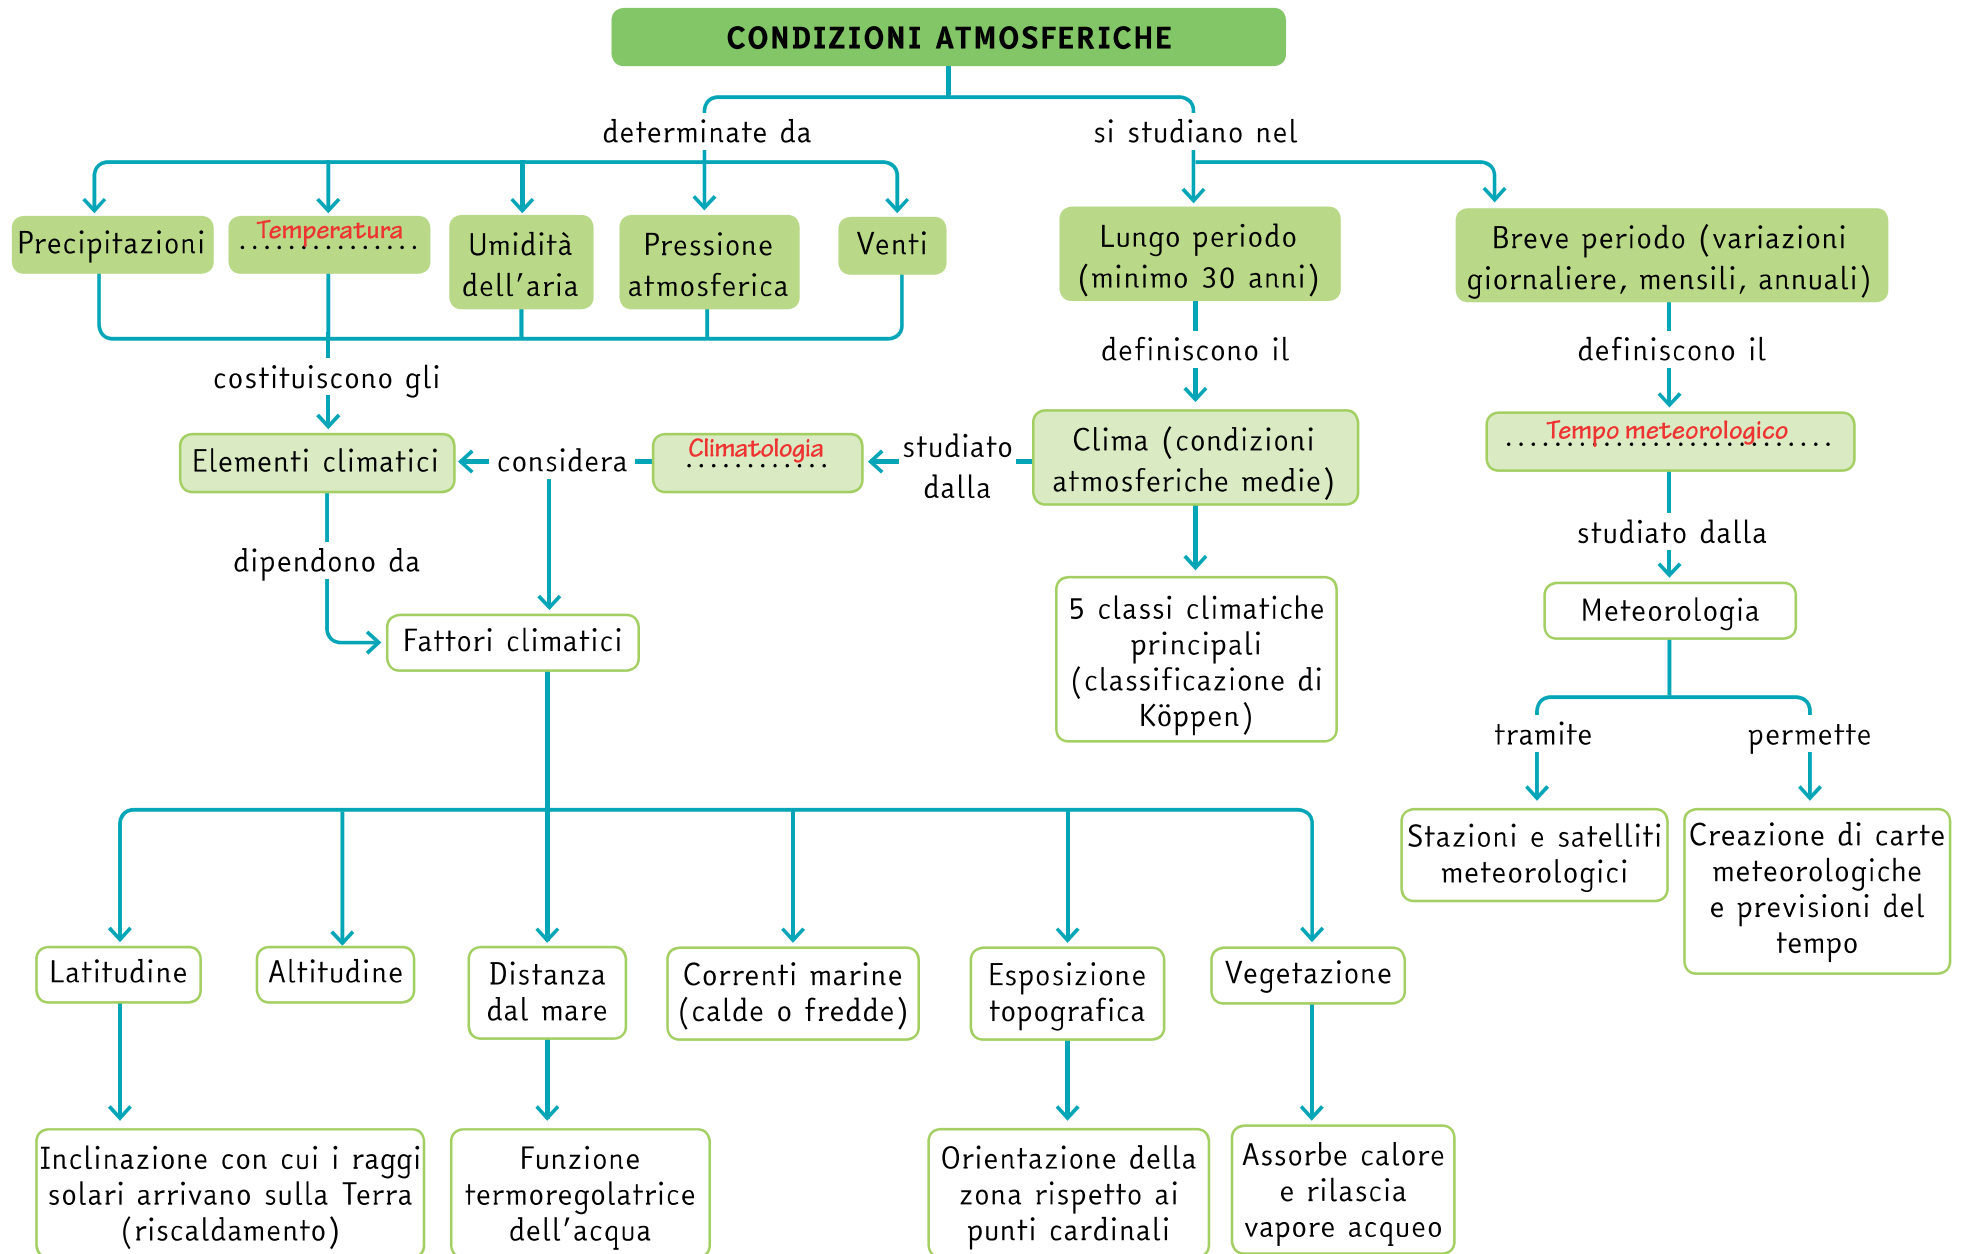 CONDIZIONI ATMOSFERICHE
determinate da
si studiano nel
Precipitazioni
Temperatura
Umidità
dell'aria
Pressione
atmosferica
Venti
Lungo periodo
(minimo 30 anni)
Breve periodo (variazioni
giornaliere, mensili, annuali)
costituiscono gli
definiscono il
definiscono il
Elementi climatici
considera
Climatologia
studiato
dalla
Clima (condizioni
atmosferiche medie)
Tempo meteorologico
dipendono da
studiato dalla
Fattori climatici
5 classi climatiche
principali
(classificazione di
Köppen)
Meteorologia
tramite
permette
Stazioni e satelliti
meteorologici
Creazione di carte
meteorologiche
e previsioni del
tempo
Latitudine
Altitudine
Distanza
dal mare
Correnti marine
(calde o fredde)
Esposizione
topografica
Vegetazione
Inclinazione con cui i raggi
solari arrivano sulla Terra
(riscaldamento)
Funzione
termoregolatrice
dell'acqua
Orientazione della
zona rispetto ai
punti cardinali
Assorbe calore
e rilascia
vapore acqueo